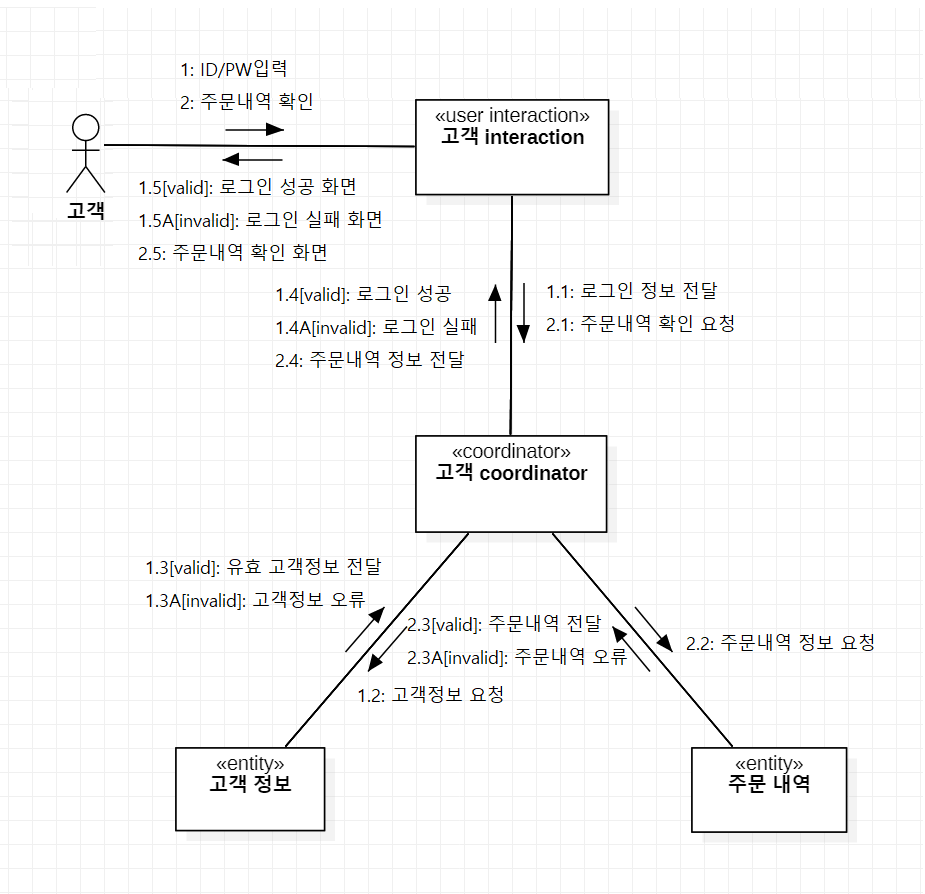 1: ID/PW입력
2: 주문내역 확인
«user interaction»
고객 interaction
고객
1.5[valid]: 로그인 성공 화면
1.5A[invalid]: 로그인 실패 화면
2.5: 주문내역 확인 화면
1.4[valid]: 로그인 성공
1.4A[invalid]: 로그인 실패
2.4: 주문내역 정보 전달
1.1: 로그인 정보 전달
2.1: 주문내역 확인 요청
«coordinator»
고객 coordinator
1.3[valid]: 유효 고객정보 전달
1.3A[invalid]: 고객정보 오류
2.3[valid]: 주문내역 전달
2.3A[invalid]: 주문내역 오류
2.2: 주문내역 정보 요청
1.2: 고객정보 요청
«entity»
고객 정보
«entity»
주문 내역